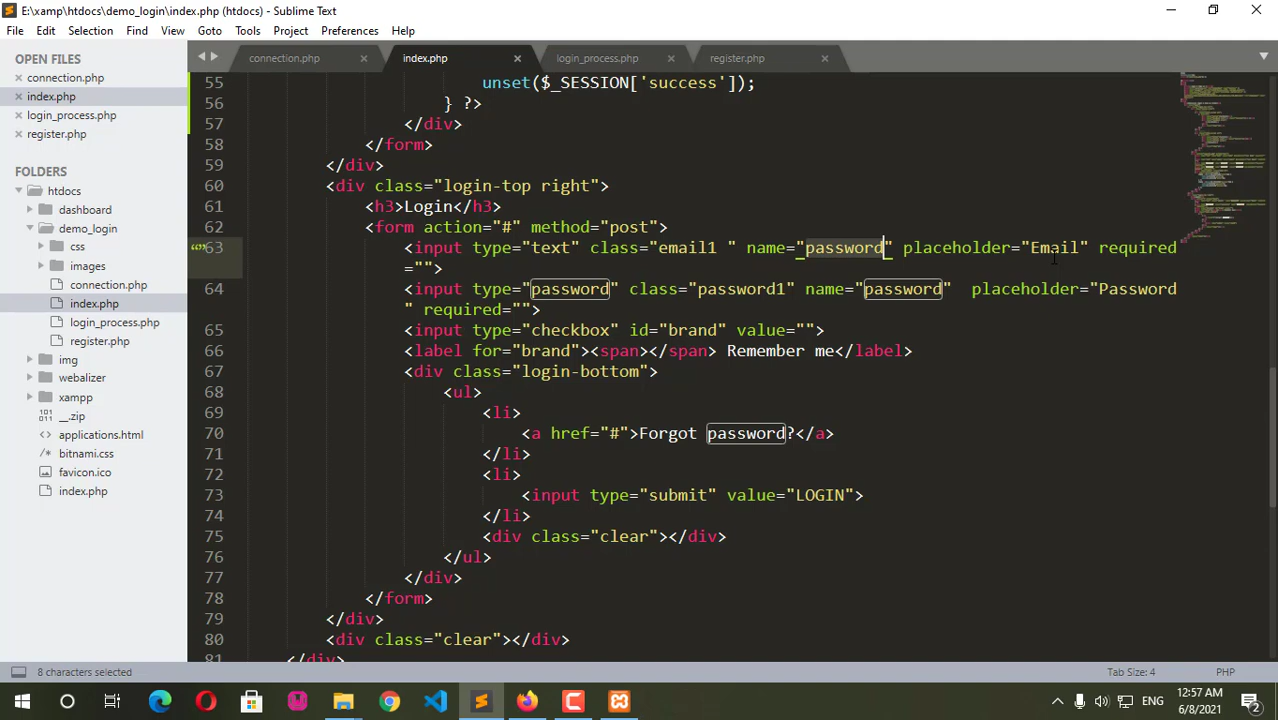 E:\xamp\htdocs\demo_login\index.php (htdocs) - Sublime Text
File Edit Selection Find View Goto Tools Project Preferences Help
OPEN FILES
connection.php
index.php
login_process.php
register.php
FOLDERS
htdocs
dashboard
demo_login
css
images
connection.php
index.php
login_process.php
register.php
img
webalizer
xampp
__.zip
applications.html
bitnami.css
favicon.ico
index.php
connection.php index.php login_process.php register.php
55 unset($_SESSION['success']);
56 } ?>
57 </div>
58 </form>
59 </div>
60 <div class="login-top right">
61 <h3>Login</h3>
62 <form action="#" method="post">
63 <input type="text" class="email1 " name="password" placeholder="Email" required
="">
64 <input type="password" class="password1" name="password" placeholder="Password
" required="">
65 <input type="checkbox" id="brand" value="">
66 <label for="brand"><span></span> Remember me</label>
67 <div class="login-bottom">
68 <ul>
69 <li>
70 <a href="#">Forgot password?</a>
71 </li>
72 <li>
73 <input type="submit" value="LOGIN">
74 </li>
75 <div class="clear"></div>
76 </ul>
77 </div>
78 </form>
79 </div>
80 <div class="clear"></div>
81 </div>
8 characters selected Tab Size: 4 PHP
ENG 12:57 AM
6/8/2021 2